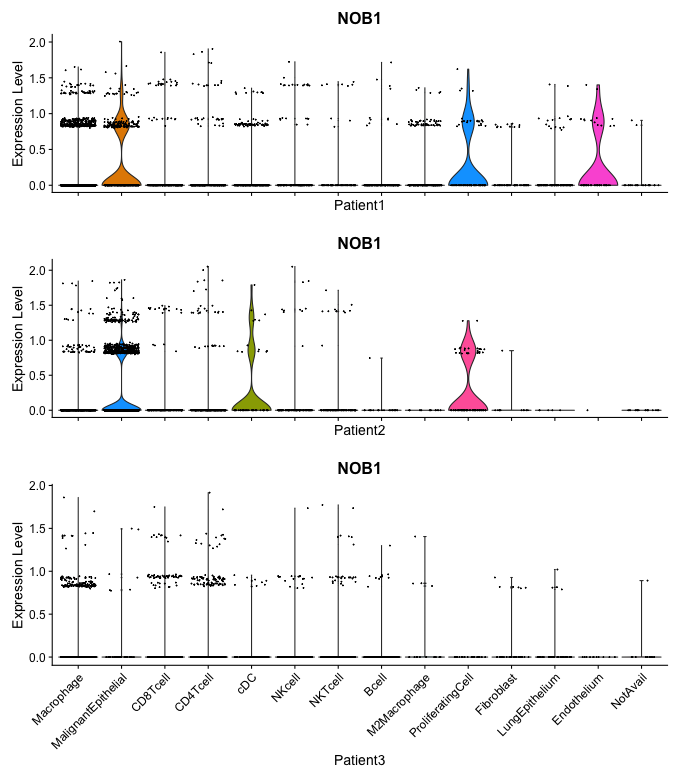 NOB1
2.0
1.5
1.0
0.5
0.0
Expression Level
Patient1
NOB1
2.0
1.5
1.0
0.5
0.0
Expression Level
Patient2
NOB1
2.0
1.5
1.0
0.5
0.0
Expression Level
Macrophage
MalignantEpithelial
CD8Tcell
CD4Tcell
cDC
NKcell
NKTcell
Bcell
M2Macrophage
ProliferatingCell
Fibroblast
LungEpithelium
Endothelium
NotAvail
Patient3